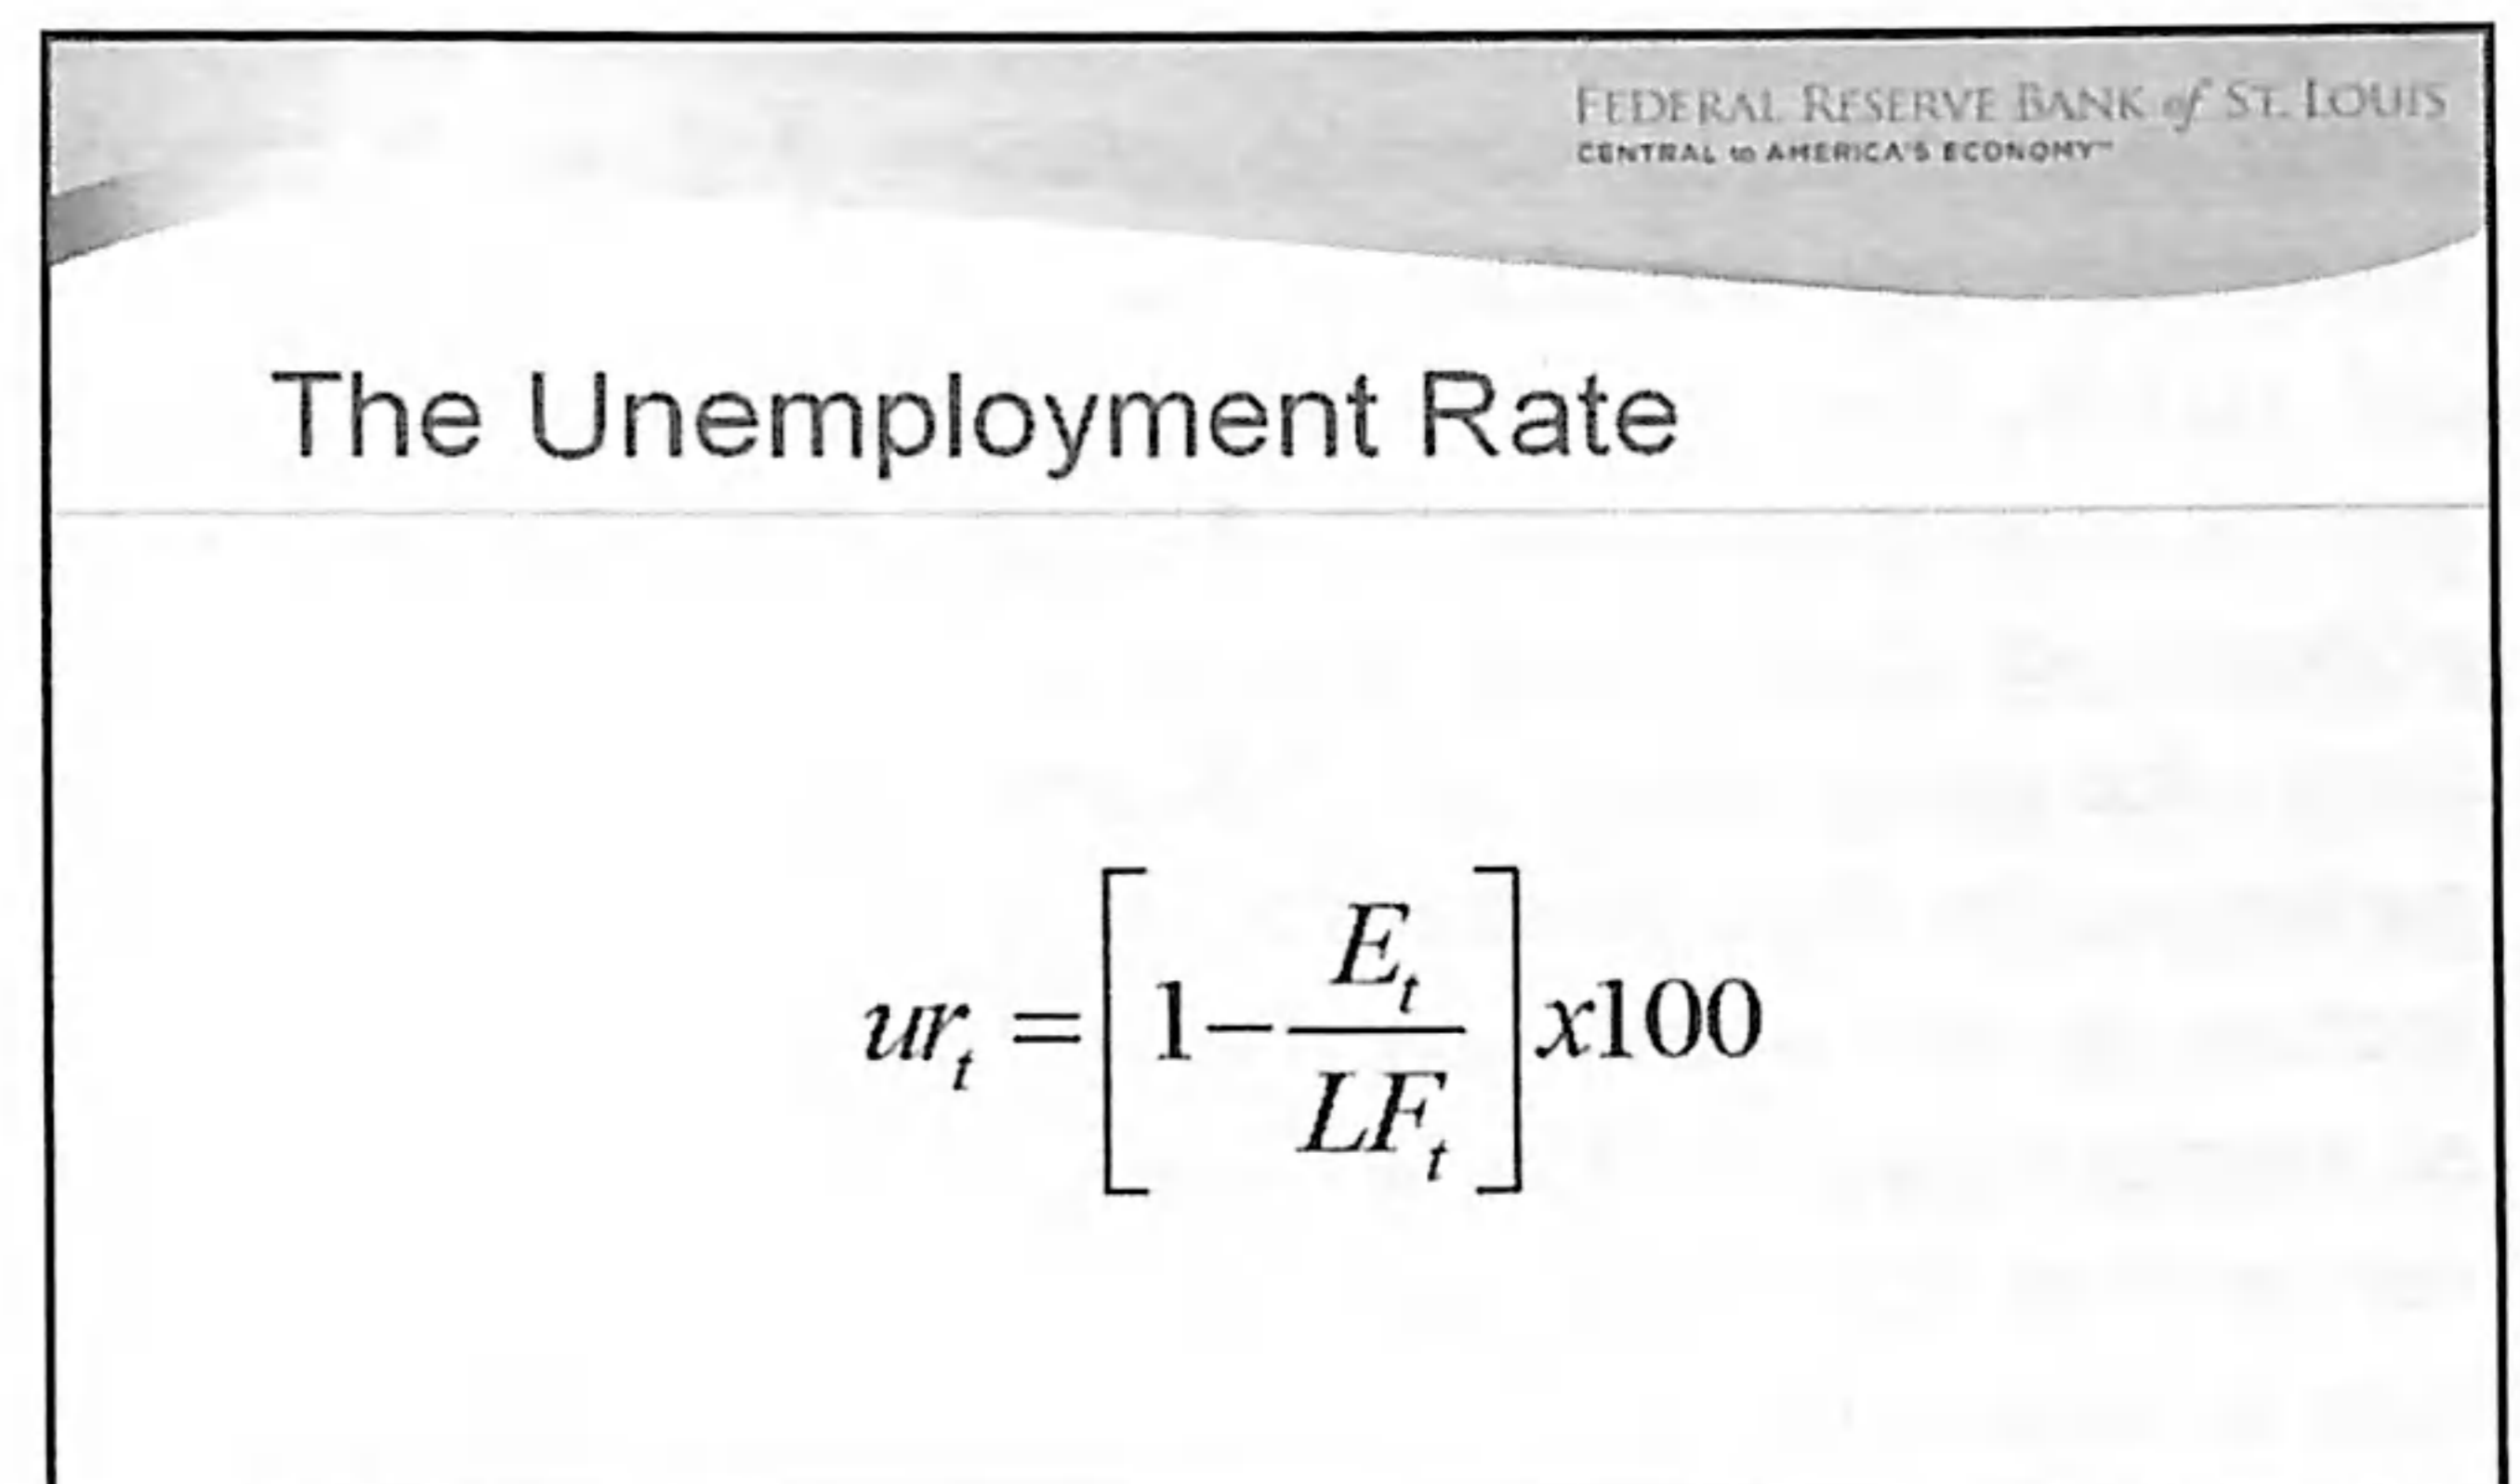 FEDERAL RESERVE BANK of ST. LOUIS
CENTRAL to AMERICA'S ECONOMY™
The Unemployment Rate
ur_t = [1 - E_t / LF_t] x100